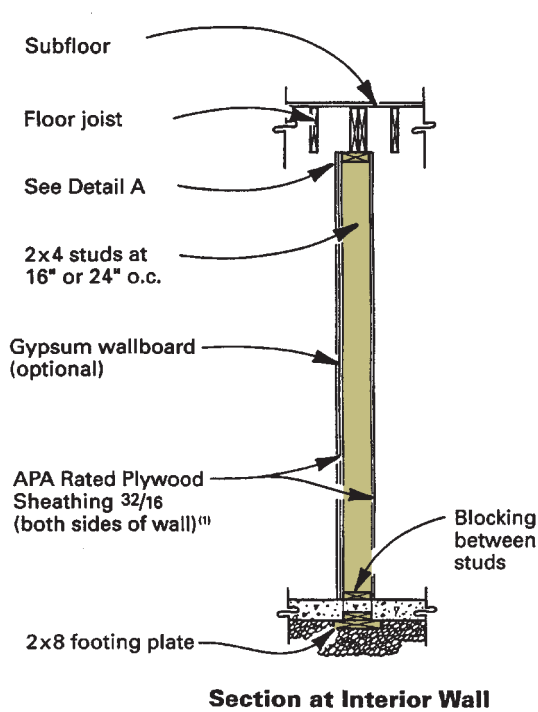 Subfloor
Floor joist
See Detail A
2x4 studs at
16" or 24" o.c.
Gypsum wallboard
(optional)
APA Rated Plywood
Sheathing 32/16
(both sides of wall)(1)
Blocking
between
studs
2x8 footing plate
Section at Interior Wall